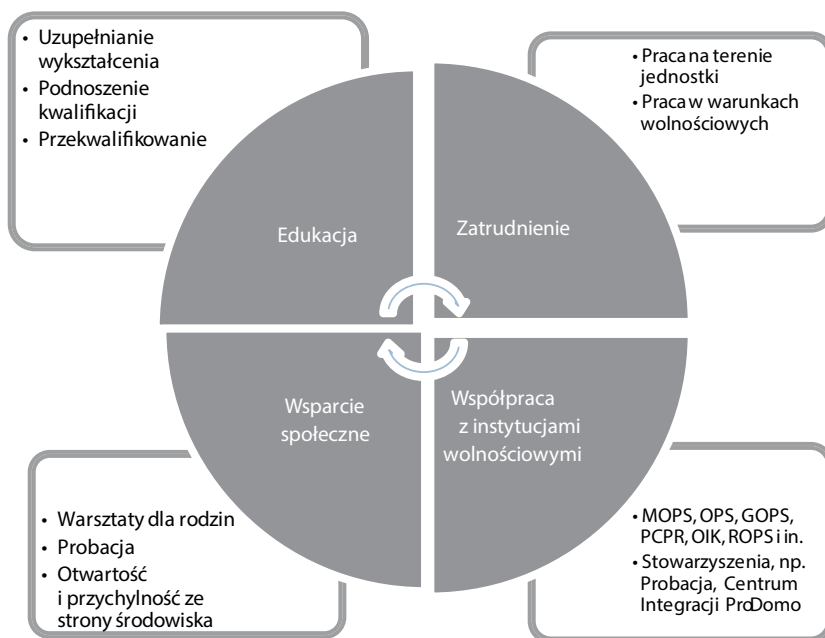 • Uzupełnianie
wykształcenia
• Podnoszenie
kwalifikacji
• Przekwalifikowanie
• Praca na terenie
jednostki
• Praca w warunkach
wolnościowych
Edukacja
Zatrudnienie
Wsparcie
społeczne
Współpraca
z instytucjami
wolnościowymi
• Warsztaty dla rodzin
• Probacja
• Otwartość
i przychylność ze
strony środowiska
• MOPS, OPS, GOPS,
PCPR, OIK, ROPS i in.
• Stowarzyszenia, np.
Probacja, Centrum
Integracji ProDomo